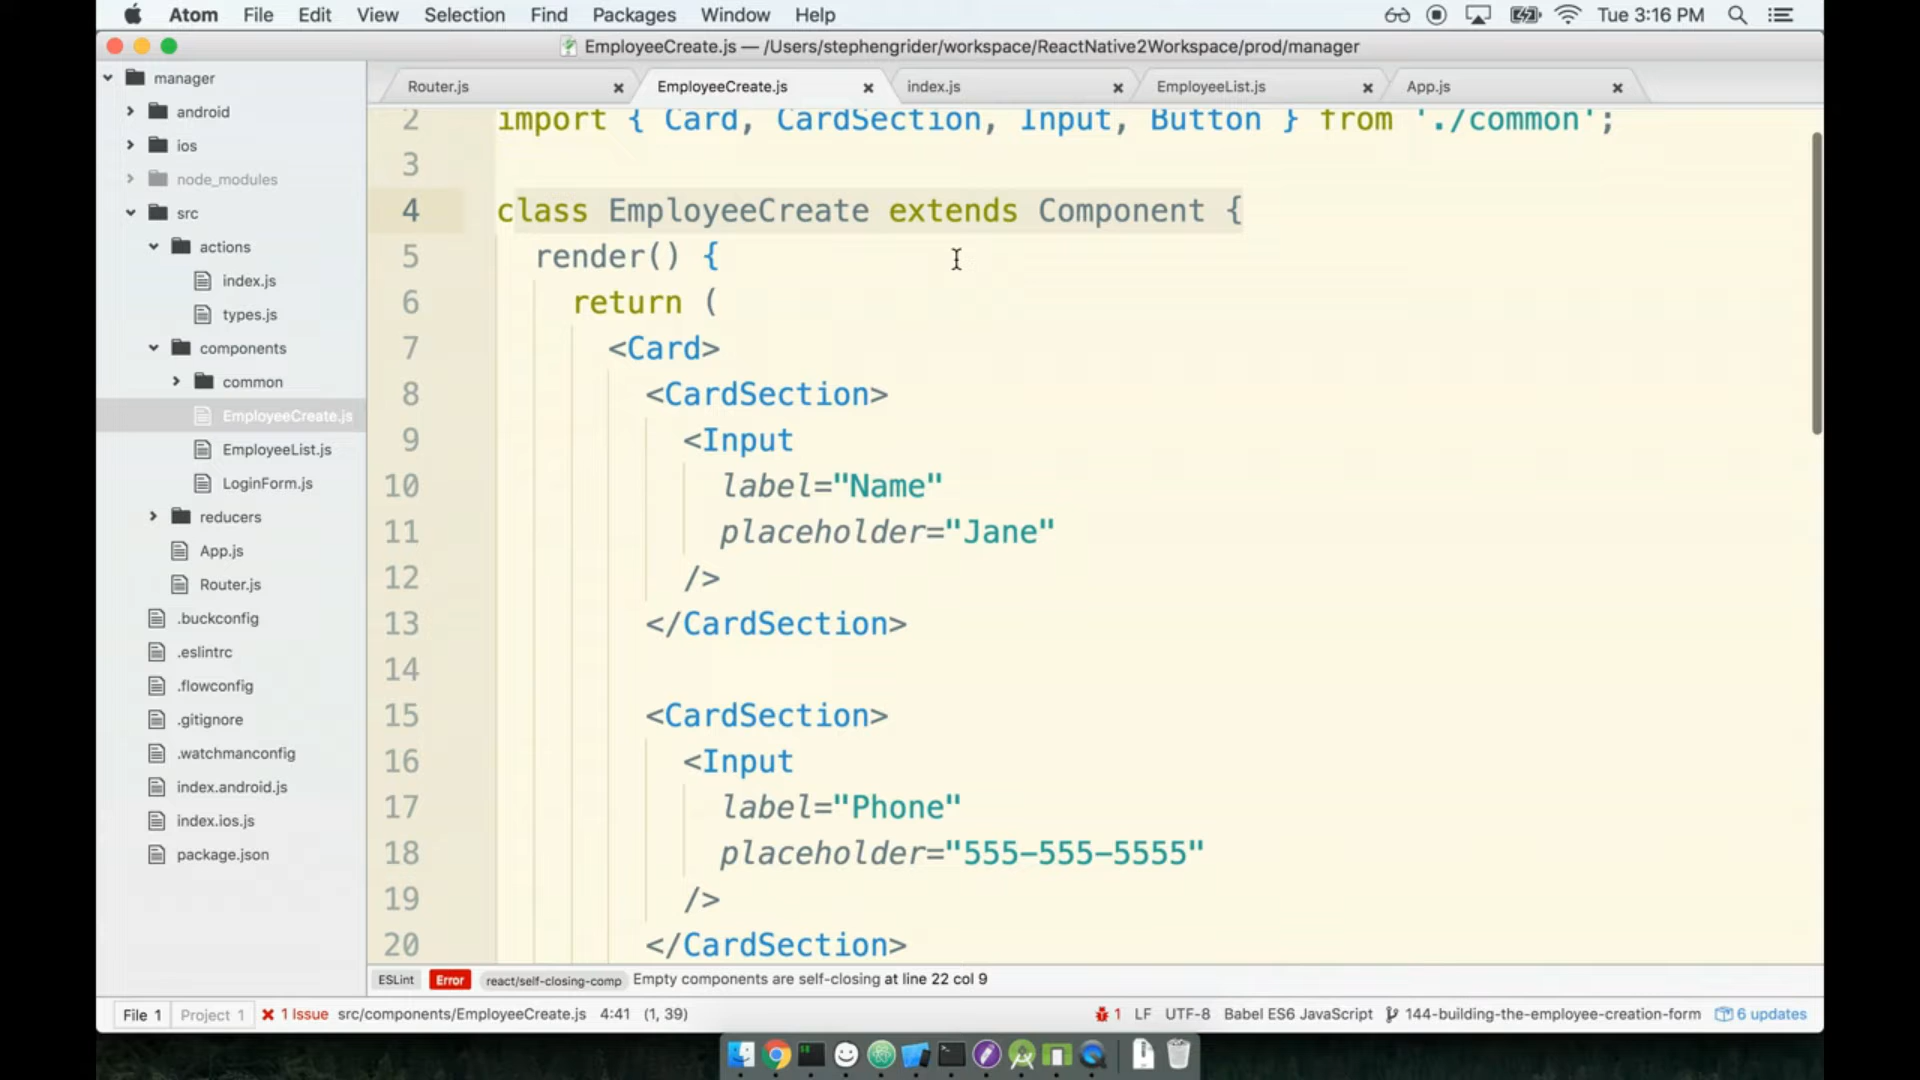 Atom File Edit View Selection Find Packages Window Help Tue 3:16 PM
EmployeeCreate.js — /Users/stephengrider/workspace/ReactNative2Workspace/prod/manager
manager
android
ios
node_modules
src
actions
index.js
types.js
components
common
EmployeeCreate.js
EmployeeList.js
LoginForm.js
reducers
App.js
Router.js
.buckconfig
.eslintrc
.flowconfig
.gitignore
.watchmanconfig
index.android.js
index.ios.js
package.json
Router.js EmployeeCreate.js index.js EmployeeList.js App.js
2 import { Card, CardSection, Input, Button } from './common';
3
4 class EmployeeCreate extends Component {
5 render() {
6 return (
7 <Card>
8 <CardSection>
9 <Input
10 label="Name"
11 placeholder="Jane"
12 />
13 </CardSection>
14
15 <CardSection>
16 <Input
17 label="Phone"
18 placeholder="555-555-5555"
19 />
20 </CardSection>
ESLint Error react/self-closing-comp Empty components are self-closing at line 22 col 9
File 1 Project 1 1 Issue src/components/EmployeeCreate.js 4:41 (1, 39) 1 LF UTF-8 Babel ES6 JavaScript 144-building-the-employee-creation-form 6 updates